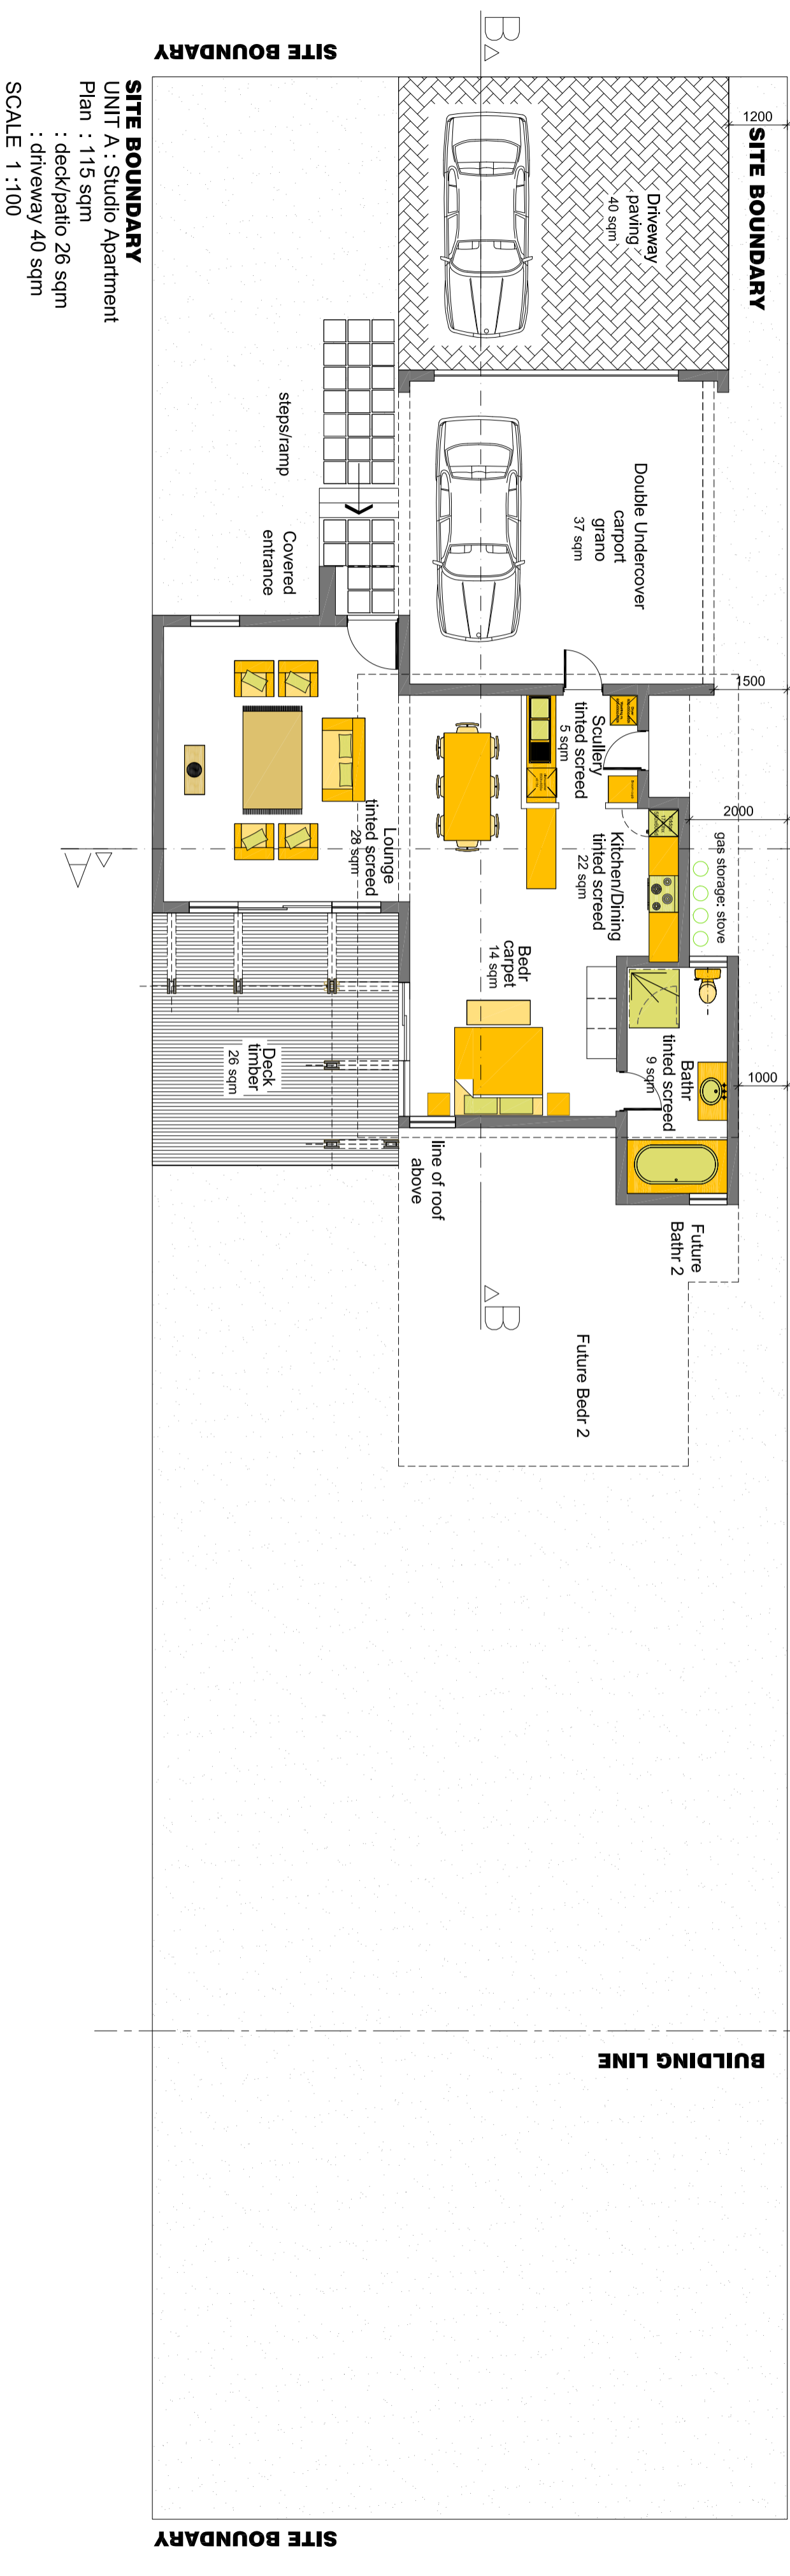 SITE BOUNDARY
B
1200
SITE BOUNDARY
SITE BOUNDARY
UNIT A : Studio Apartment
Plan : 115 sqm
: deck/patio 26 sqm
: driveway 40 sqm
SCALE 1 :100
Driveway
paving
40 sqm
steps/ramp
Double Undercover
carport
grano
37 sqm
Covered
entrance
1500
Scullery
tinted screed
5 sqm
2000
Lounge
tinted screed
28 sqm
Kitchen/Dining
tinted screed
22 sqm
gas storage: stove
A
Bedr
carpet
14 sqm
Deck
timber
26 sqm
Bathr
tinted screed
9 sqm
1000
line of roof
above
Future
Bathr 2
B
Future Bedr 2
BUILDING LINE
SITE BOUNDARY